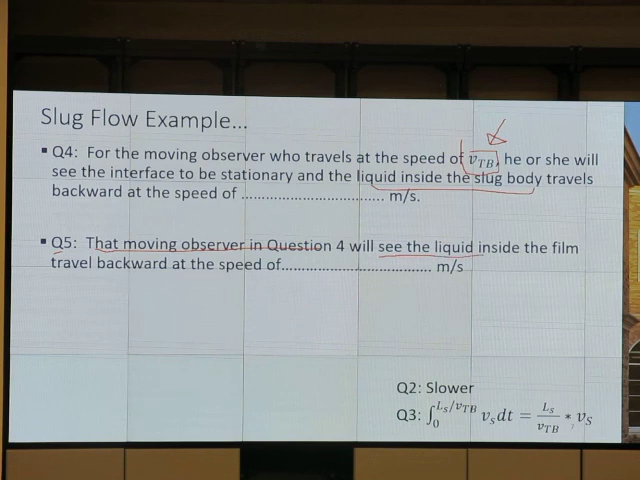 Slug Flow Example...
▪ Q4: For the moving observer who travels at the speed of v_TB, he or she will
see the interface to be stationary and the liquid inside the slug body travels
backward at the speed of .................................. m/s.
▪ Q5: That moving observer in Question 4 will see the liquid inside the film
travel backward at the speed of................................... m/s
Q2: Slower
Q3: ∫_0^{L_s/v_TB} v_s dt = L_s/v_TB * v_S